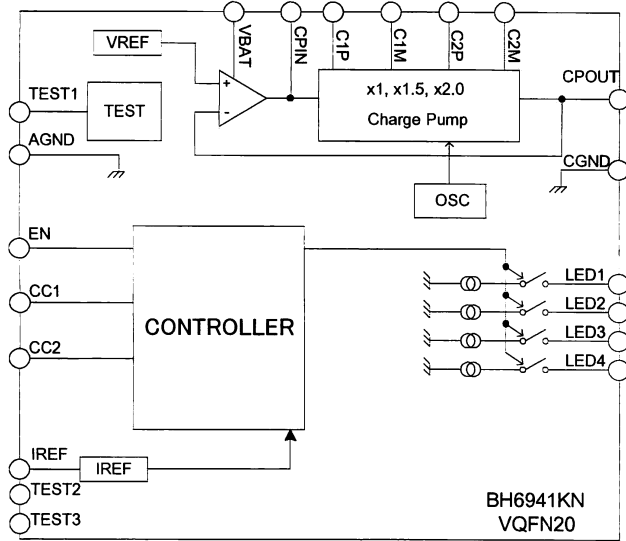 VREF
VBAT
CPIN
C1P
C1M
C2P
C2M
CPOUT
TEST1
TEST
+
-
x1, x1.5, x2.0
Charge Pump
AGND
CGND
OSC
EN
CC1
CONTROLLER
CC2
LED1
LED2
LED3
LED4
IREF
IREF
TEST2
TEST3
BH6941KN
VQFN20